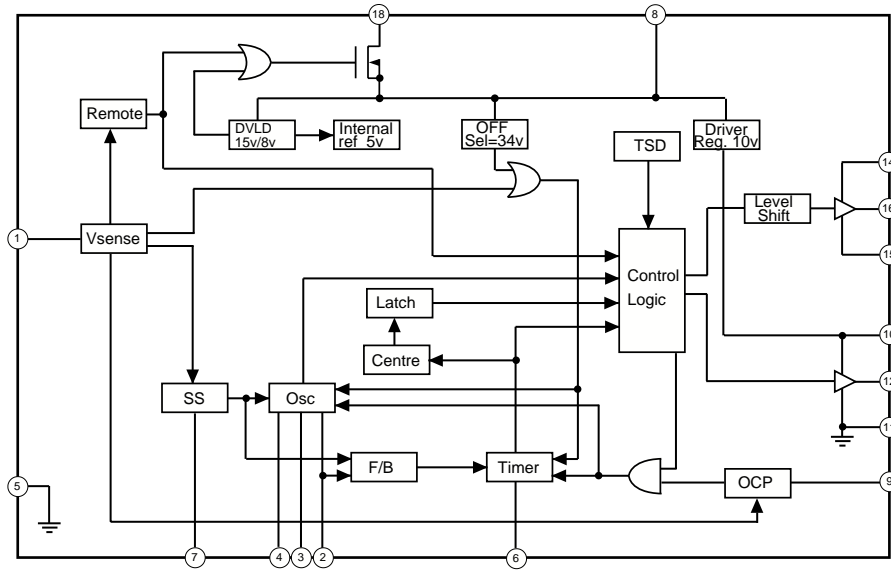 18
8
Remote
DVLD
15v/8v
Internal
ref 5v
OFF
Sel=34v
Driver
Reg. 10v
TSD
14
Level
Shift
16
1
Vsense
15
Control
Logic
Latch
Centre
10
SS
Osc
12
11
F/B
Timer
5
OCP
9
7
4
3
2
6